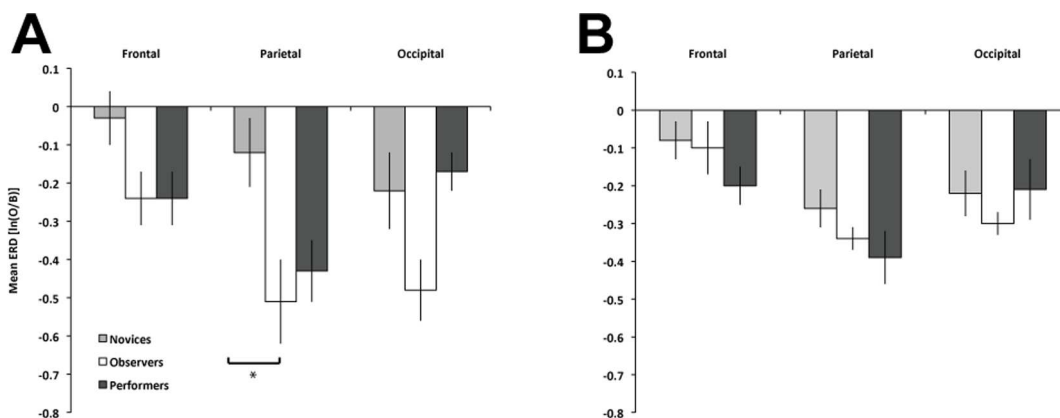 A
Frontal Parietal Occipital
0.1
0
-0.1
-0.2
-0.3
-0.4
-0.5
-0.6
-0.7
-0.8
Mean ERD [ln(O/B)]
Novices
Observers
Performers
*
B
Frontal Parietal Occipital
0.1
0
-0.1
-0.2
-0.3
-0.4
-0.5
-0.6
-0.7
-0.8